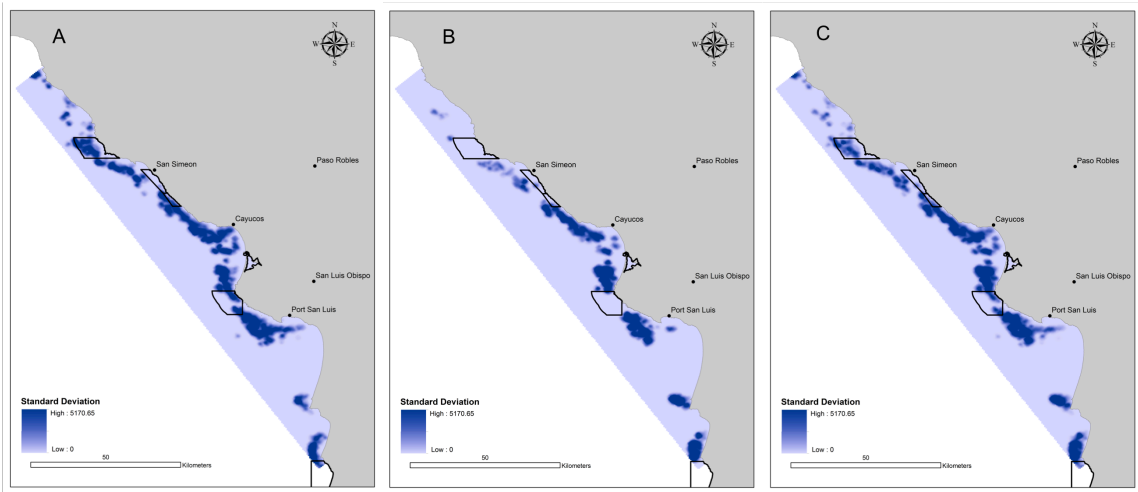 A
N
W E
S
San Simeon
Paso Robles
Cayucos
San Luis Obispo
Port San Luis
Standard Deviation
High : 5170.65
Low : 0
50
Kilometers
B
N
W E
S
San Simeon
Paso Robles
Cayucos
San Luis Obispo
Port San Luis
Standard Deviation
High : 5170.65
Low : 0
50
Kilometers
C
N
W E
S
San Simeon
Paso Robles
Cayucos
San Luis Obispo
Port San Luis
Standard Deviation
High : 5170.65
Low : 0
50
Kilometers